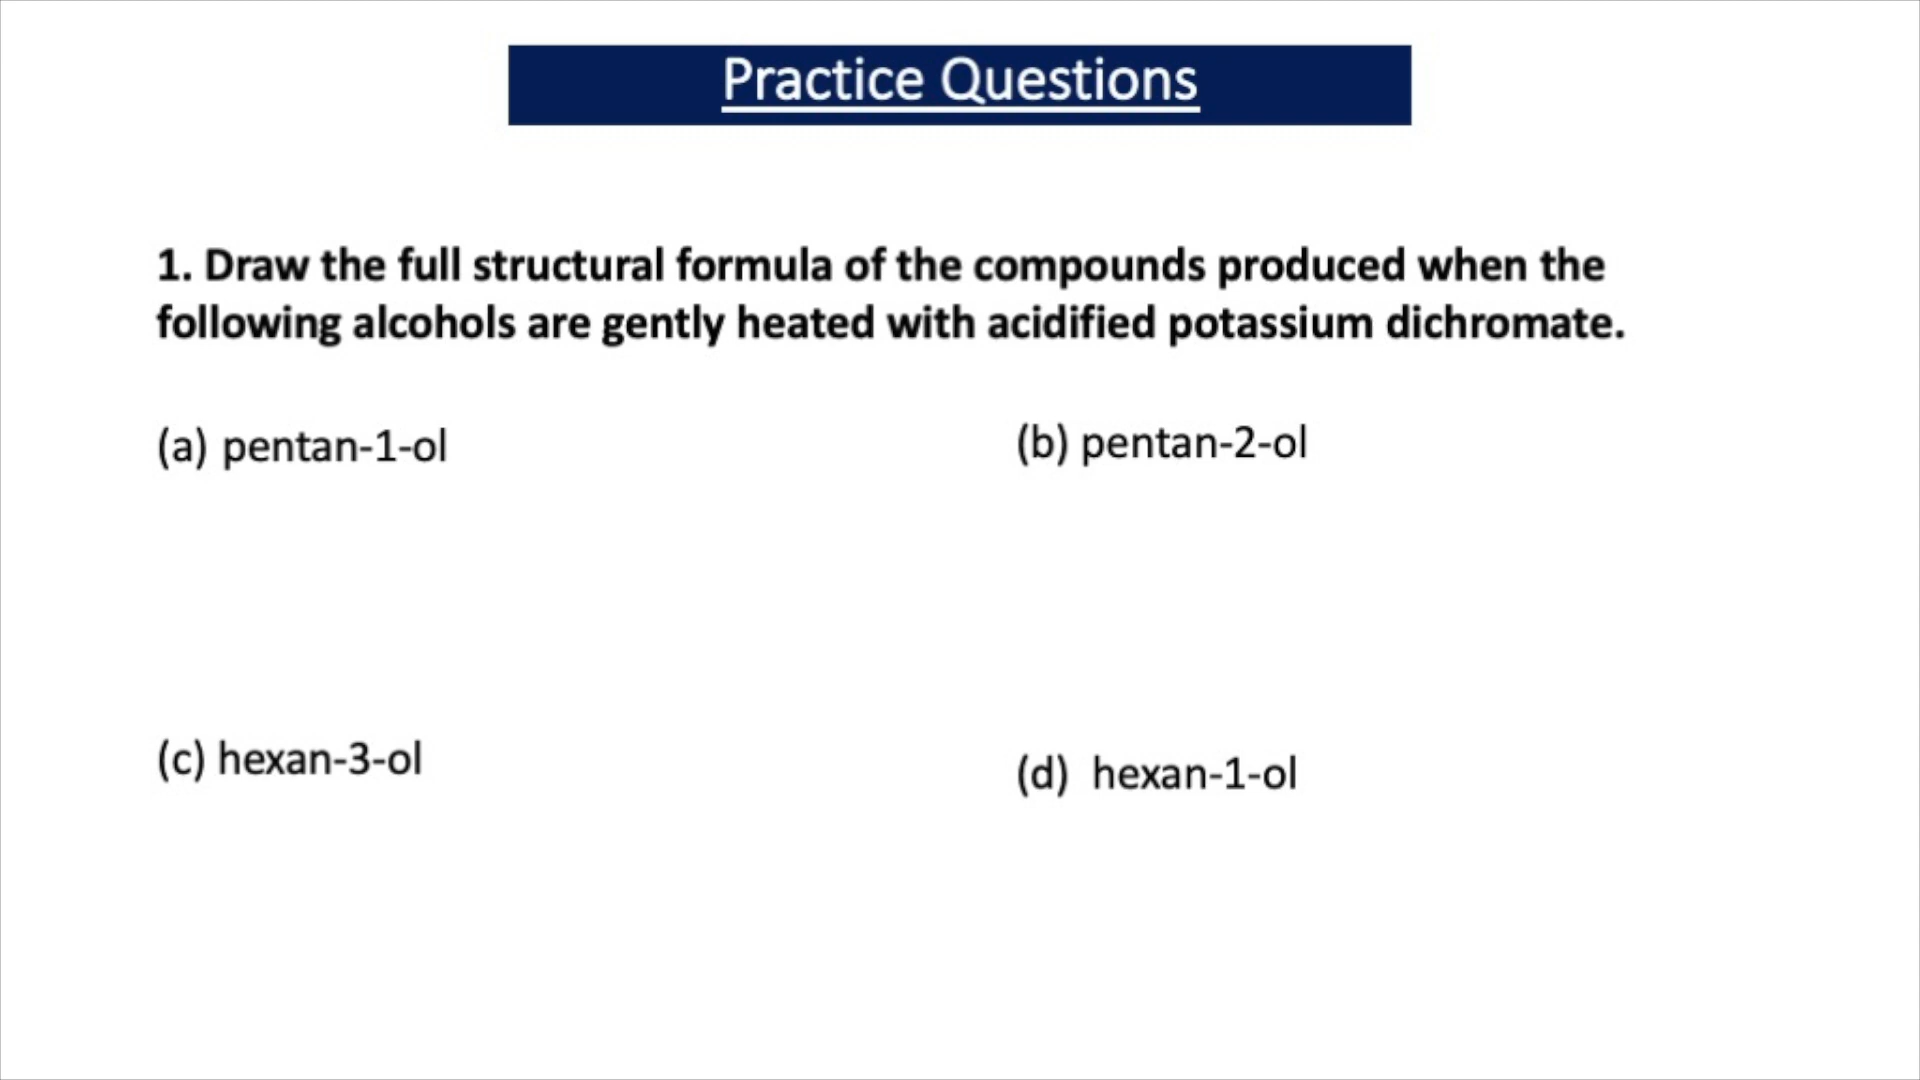 Practice Questions
1. Draw the full structural formula of the compounds produced when the
following alcohols are gently heated with acidified potassium dichromate.
(a) pentan-1-ol
(b) pentan-2-ol
(c) hexan-3-ol
(d) hexan-1-ol